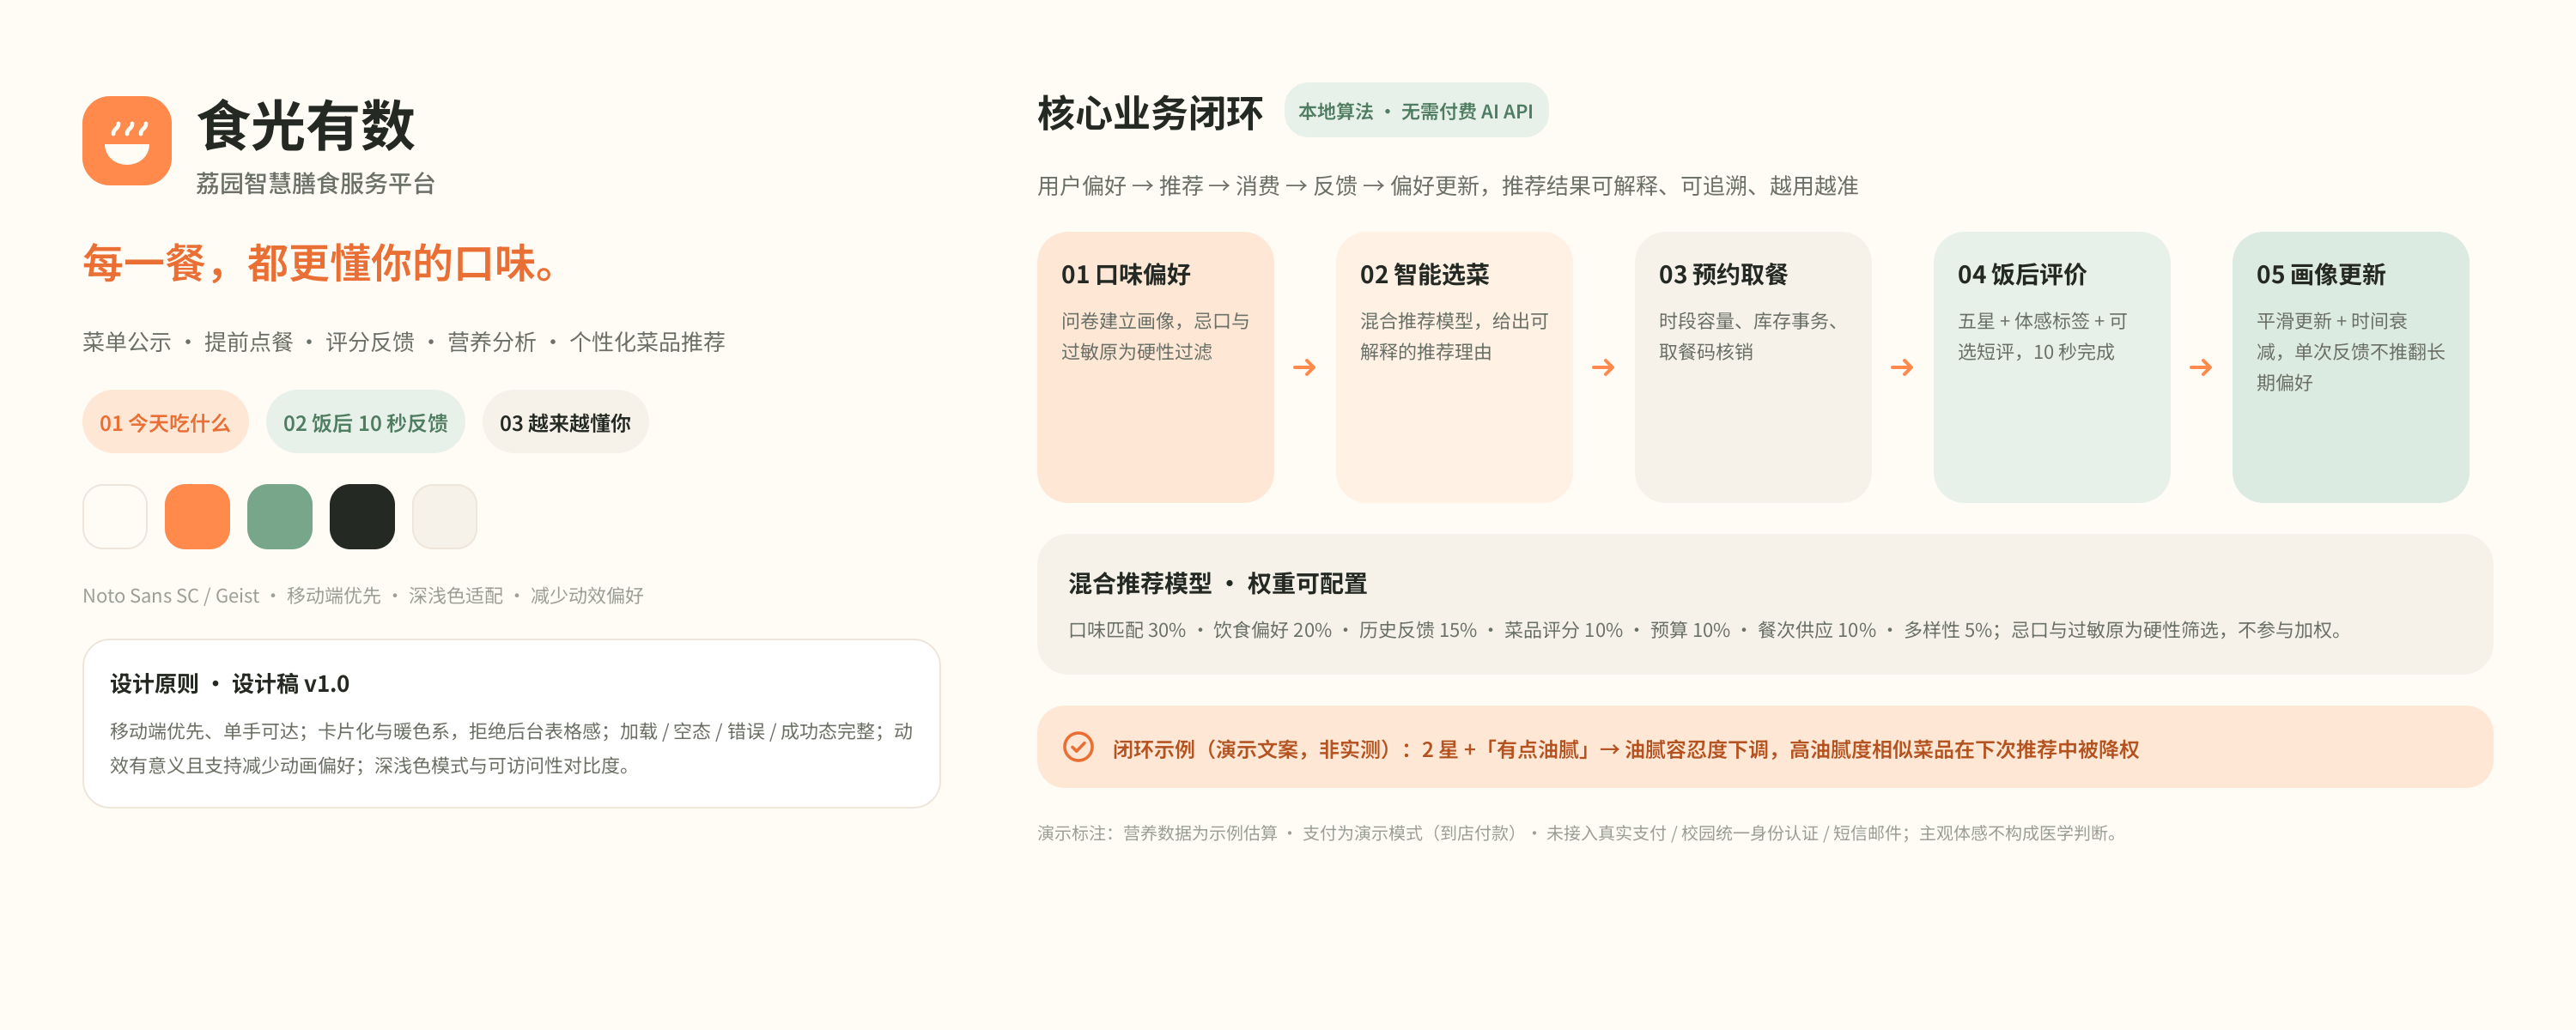 食光有数
荔园智慧膳食服务平台
每一餐，都更懂你的口味。
菜单公示 · 提前点餐 · 评分反馈 · 营养分析 · 个性化菜品推荐
01 今天吃什么
02 饭后 10 秒反馈
03 越来越懂你
Noto Sans SC / Geist · 移动端优先 · 深浅色适配 · 减少动效偏好
设计原则 · 设计稿 v1.0
移动端优先、单手可达；卡片化与暖色系，拒绝后台表格感；加载 / 空态 / 错误 / 成功态完整；动
效有意义且支持减少动画偏好；深浅色模式与可访问性对比度。
核心业务闭环
本地算法 · 无需付费 AI API
用户偏好 → 推荐 → 消费 → 反馈 → 偏好更新，推荐结果可解释、可追溯、越用越准
01 口味偏好
问卷建立画像，忌口与
过敏原为硬性过滤
→
02 智能选菜
混合推荐模型，给出可
解释的推荐理由
→
03 预约取餐
时段容量、库存事务、
取餐码核销
→
04 饭后评价
五星 + 体感标签 + 可
选短评，10 秒完成
→
05 画像更新
平滑更新 + 时间衰
减，单次反馈不推翻长
期偏好
混合推荐模型 · 权重可配置
口味匹配 30% · 饮食偏好 20% · 历史反馈 15% · 菜品评分 10% · 预算 10% · 餐次供应 10% · 多样性 5%；忌口与过敏原为硬性筛选，不参与加权。
闭环示例（演示文案，非实测）：2 星 +「有点油腻」→ 油腻容忍度下调，高油腻度相似菜品在下次推荐中被降权
演示标注：营养数据为示例估算 · 支付为演示模式（到店付款） · 未接入真实支付 / 校园统一身份认证 / 短信邮件；主观体感不构成医学判断。